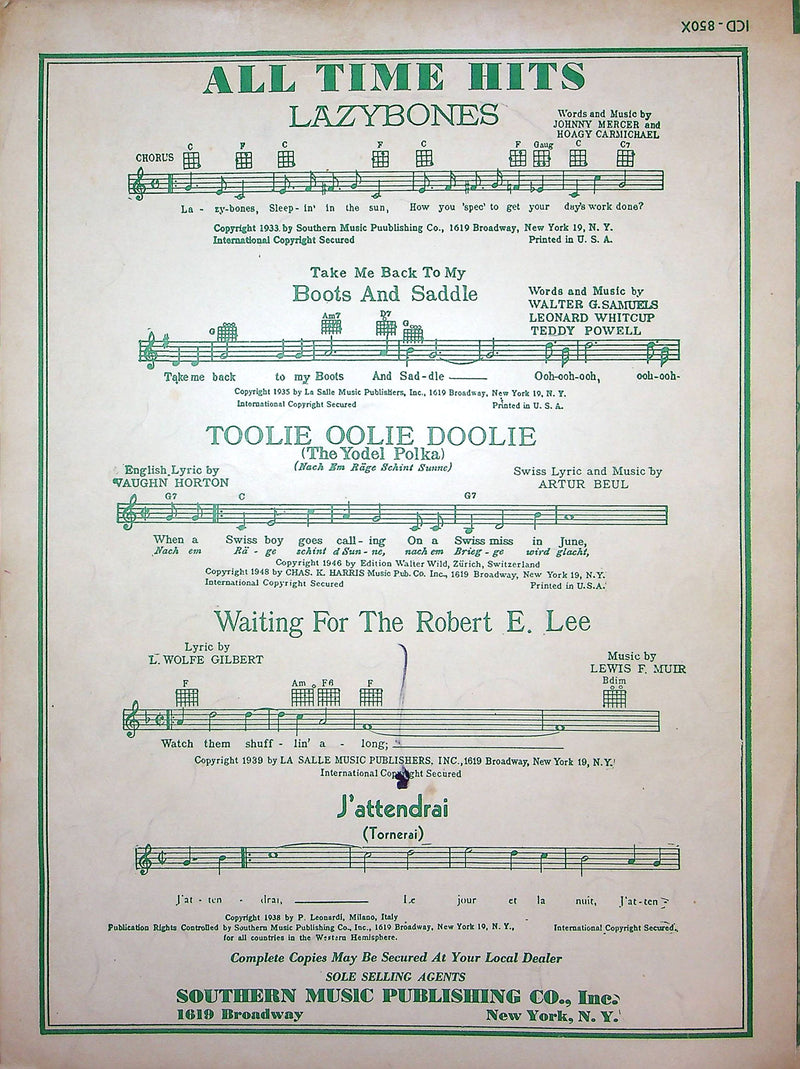 ICD - 850X
ALL TIME HITS
LAZYBONES
Words and Music by
JOHNNY MERCER and
HOAGY CARMICHAEL
C F C F C F Gaug C C7
CHORUS
La - zy-bones, Sleep-in' in the sun, How you 'spec' to get your day's work done?
Copyright 1933 by Southern Music Puublishing Co., 1619 Broadway, New York 19, N. Y.
International Copyright Secured Printed in U. S. A.
Take Me Back To My
Boots And Saddle
Words and Music by
WALTER G. SAMUELS
LEONARD WHITCUP
TEDDY POWELL
G Am7 D7 G
Take me back to my Boots And Sad-dle Ooh-ooh-ooh, ooh-ooh-
Copyright 1935 by La Salle Music Publishers, Inc., 1619 Broadway, New York 19, N. Y.
International Copyright Secured Printed in U. S. A.
TOOLIE OOLIE DOOLIE
(The Yodel Polka)
(Nach Em Räge Schint Sunne)
English Lyric by
VAUGHN HORTON
Swiss Lyric and Music by
ARTUR BEUL
G7 C G7
When a Swiss boy goes call-ing On a Swiss miss in June,
Nach em Rä - ge schint d Sun-ne, nach em Brieg-ge wird glacht,
Copyright 1946 by Edition Walter Wild, Zürich, Switzerland
Copyright 1948 by CHAS. K. HARRIS Music Pub. Co. Inc., 1619 Broadway, New York 19, N.Y.
International Copyright Secured Printed in U.S.A.
Waiting For The Robert E. Lee
Lyric by
L. WOLFE GILBERT
Music by
LEWIS F. MUIR
F Am F6 F Bdim
Watch them shuff - lin' a - long;
Copyright 1939 by LA SALLE MUSIC PUBLISHERS, INC., 1619 Broadway, New York 19, N. Y.
International Copyright Secured
J'attendrai
(Tornerai)
J'at - ten - drai, Le jour et la nuit, J'at-ten -
Copyright 1938 by P. Leonardi, Milano, Italy
Publication Rights Controlled by Southern Music Publishing Co., Inc., 1619 Broadway, New York 19, N. Y., International Copyright Secured.
for all countries in the Western Hemisphere.
Complete Copies May Be Secured At Your Local Dealer
SOLE SELLING AGENTS
SOUTHERN MUSIC PUBLISHING CO., Inc.
1619 Broadway New York, N. Y.